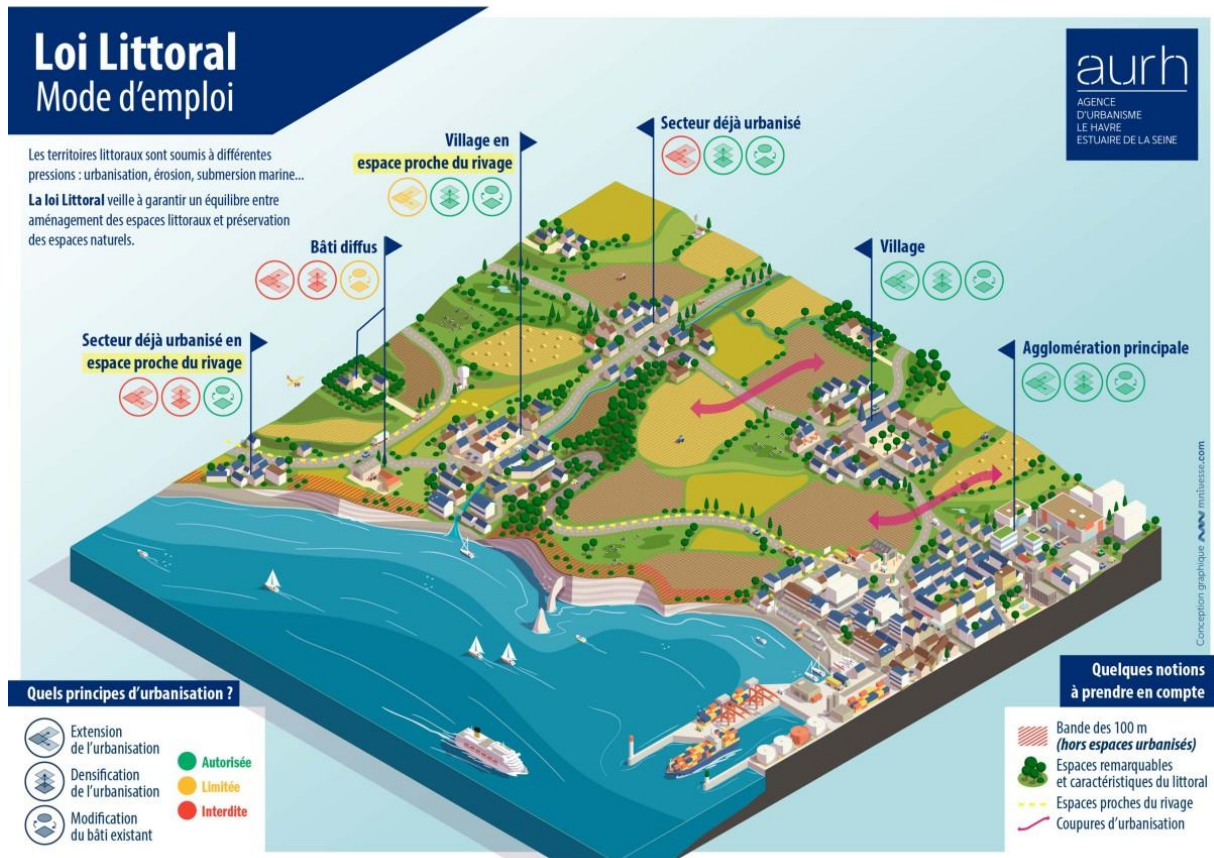 Loi Littoral
Mode d'emploi
Les territoires littoraux sont soumis à différentes
pressions : urbanisation, érosion, submersion marine...
La loi Littoral veille à garantir un équilibre entre
aménagement des espaces littoraux et préservation
des espaces naturels.
aurh
AGENCE
D'URBANISME
LE HAVRE
ESTUAIRE DE LA SEINE
Secteur déjà urbanisé
Village en
espace proche du rivage
Bâti diffus
Village
Secteur déjà urbanisé en
espace proche du rivage
Agglomération principale
Conception graphique mnivesse.com
Quels principes d'urbanisation ?
Extension
de l'urbanisation
Densification
de l'urbanisation
Modification
du bâti existant
Autorisée
Limitée
Interdite
Quelques notions
à prendre en compte
Bande des 100 m
(hors espaces urbanisés)
Espaces remarquables
et caractéristiques du littoral
Espaces proches du rivage
Coupures d'urbanisation